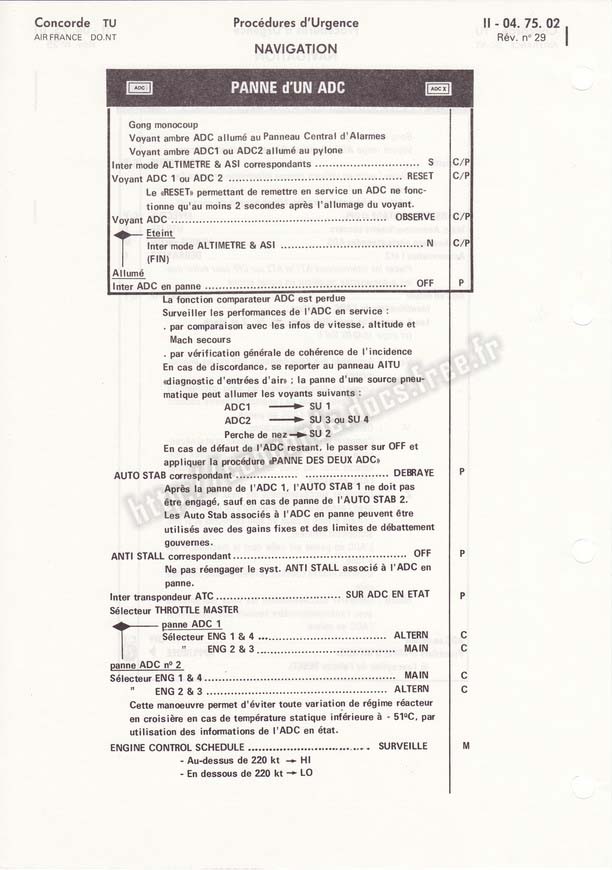 Concorde TU
Procédures d'Urgence
II - 04. 75. 02
AIR FRANCE DO.NT
Rév. n° 29
NAVIGATION
ADC
PANNE d'UN ADC
ADC X
Gong monocoup
Voyant ambre ADC allumé au Panneau Central d'Alarmes
Voyant ambre ADC1 ou ADC2 allumé au pylone
Inter mode ALTIMETRE & ASI correspondants .......................... S C/P
Voyant ADC 1 ou ADC 2 .......................... RESET C/P
Le «RESET» permettant de remettre en service un ADC ne fonc-
tionne qu'au moins 2 secondes après l'allumage du voyant.
Voyant ADC .......................... OBSERVE C/P
Eteint
Inter mode ALTIMETRE & ASI .......................... N C/P
(FIN)
Allumé
Inter ADC en panne .......................... OFF P
La fonction comparateur ADC est perdue
Surveiller les performances de l'ADC en service :
. par comparaison avec les infos de vitesse, altitude et
Mach secours
. par vérification générale de cohérence de l'incidence
En cas de discordance, se reporter au panneau AITU
«diagnostic d'entrées d'air» ; la panne d'une source pneu-
matique peut allumer les voyants suivants :
ADC1 → SU 1
ADC2 → SU 3 ou SU 4
Perche de nez → SU 2
En cas de défaut de l'ADC restant, le passer sur OFF et
appliquer la procédure «PANNE DES DEUX ADC»
AUTO STAB correspondant .......................... DEBRAYE P
Après la panne de l'ADC 1, l'AUTO STAB 1 ne doit pas
être engagé, sauf en cas de panne de l'AUTO STAB 2.
Les Auto Stab associés à l'ADC en panne peuvent être
utilisés avec des gains fixes et des limites de débattement
gouvernes.
ANTI STALL correspondant .......................... OFF P
Ne pas réengager le syst. ANTI STALL associé à l'ADC en
panne.
Inter transpondeur ATC .......................... SUR ADC EN ETAT P
Sélecteur THROTTLE MASTER
panne ADC 1
Sélecteur ENG 1 & 4 .......................... ALTERN C
" ENG 2 & 3 .......................... MAIN C
panne ADC n° 2
Sélecteur ENG 1 & 4 .......................... MAIN C
" ENG 2 & 3 .......................... ALTERN C
Cette manoeuvre permet d'éviter toute variation de régime réacteur
en croisière en cas de température statique inférieure à - 51°C, par
utilisation des informations de l'ADC en état.
ENGINE CONTROL SCHEDULE .......................... SURVEILLE M
- Au-dessus de 220 kt → HI
- En dessous de 220 kt → LO